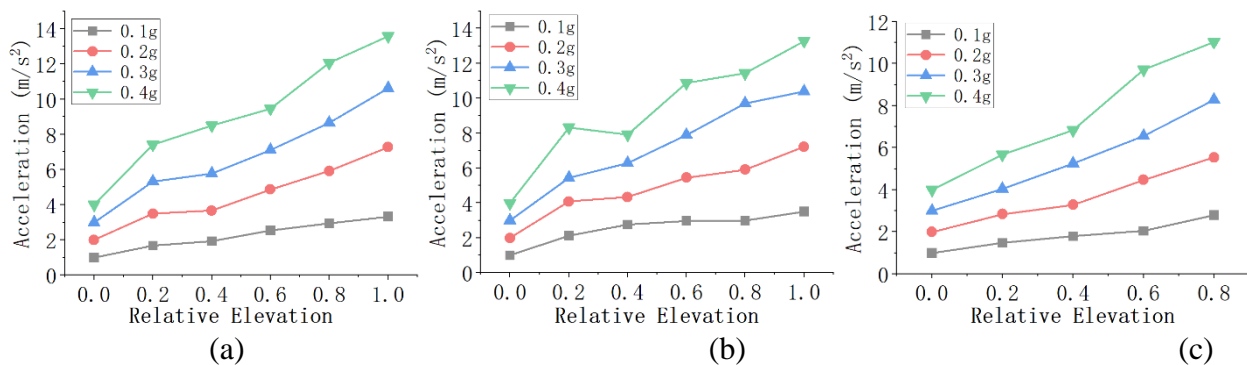 14
12
10
8
6
4
2
0
Acceleration (m/s²)
0.1g
0.2g
0.3g
0.4g
0.0 0.2 0.4 0.6 0.8 1.0
Relative Elevation
(a)
14
12
10
8
6
4
2
0
Acceleration (m/s²)
0.1g
0.2g
0.3g
0.4g
0.0 0.2 0.4 0.6 0.8 1.0
Relative Elevation
(b)
12
10
8
6
4
2
0
Acceleration (m/s²)
0.1g
0.2g
0.3g
0.4g
0.0 0.2 0.4 0.6 0.8
Relative Elevation
(c)